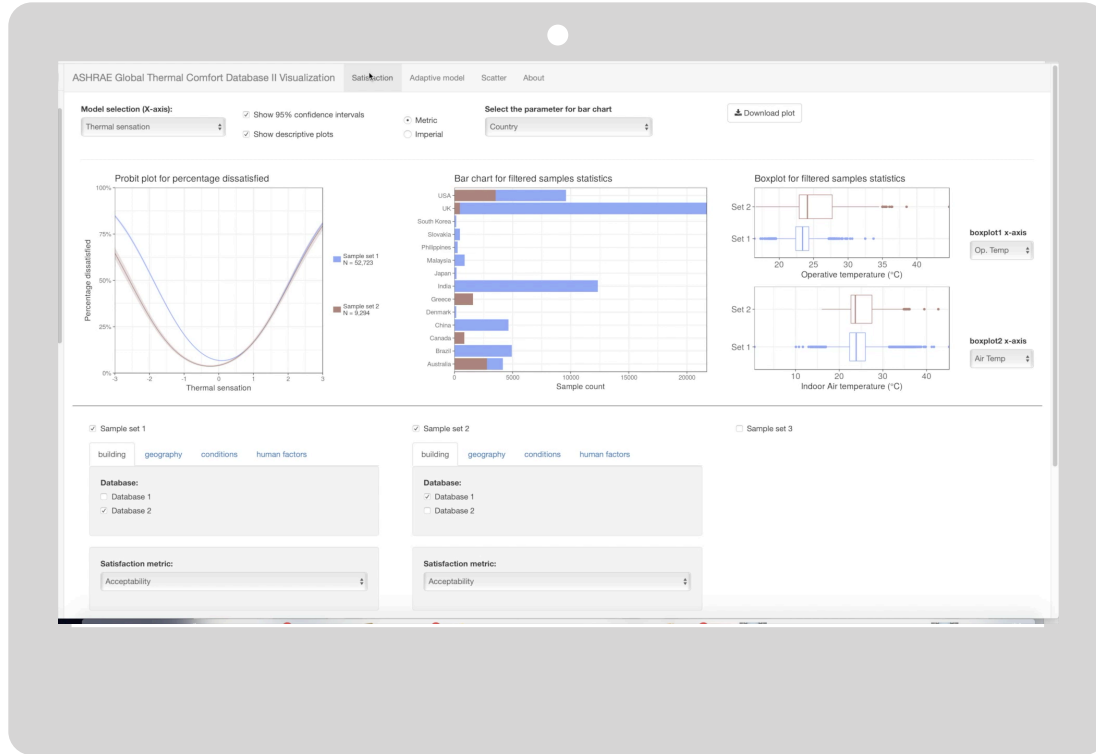 ASHRAE Global Thermal Comfort Database II Visualization
Satisfaction
Adaptive model
Scatter
About
Model selection (X-axis):
Thermal sensation
Show 95% confidence intervals
Show descriptive plots
Metric
Imperial
Select the parameter for bar chart
Country
Download plot
Probit plot for percentage dissatisfied
Percentage dissatisfied
100%
75%
50%
25%
0%
-3 -2 -1 0 1 2 3
Thermal sensation
Sample set 1
N = 52,723
Sample set 2
N = 9,294
Bar chart for filtered samples statistics
USA
UK
South Korea
Slovakia
Philippines
Malaysia
Japan
India
Greece
Denmark
China
Canada
Brazil
Australia
0 5000 10000 15000 20000
Sample count
Boxplot for filtered samples statistics
Set 2
Set 1
20 25 30 35 40
Operative temperature (°C)
boxplot1 x-axis
Op. Temp
Set 2
Set 1
10 20 30 40
Indoor Air temperature (°C)
boxplot2 x-axis
Air Temp
Sample set 1
building geography conditions human factors
Database:
Database 1
Database 2
Satisfaction metric:
Acceptability
Sample set 2
building geography conditions human factors
Database:
Database 1
Database 2
Satisfaction metric:
Acceptability
Sample set 3